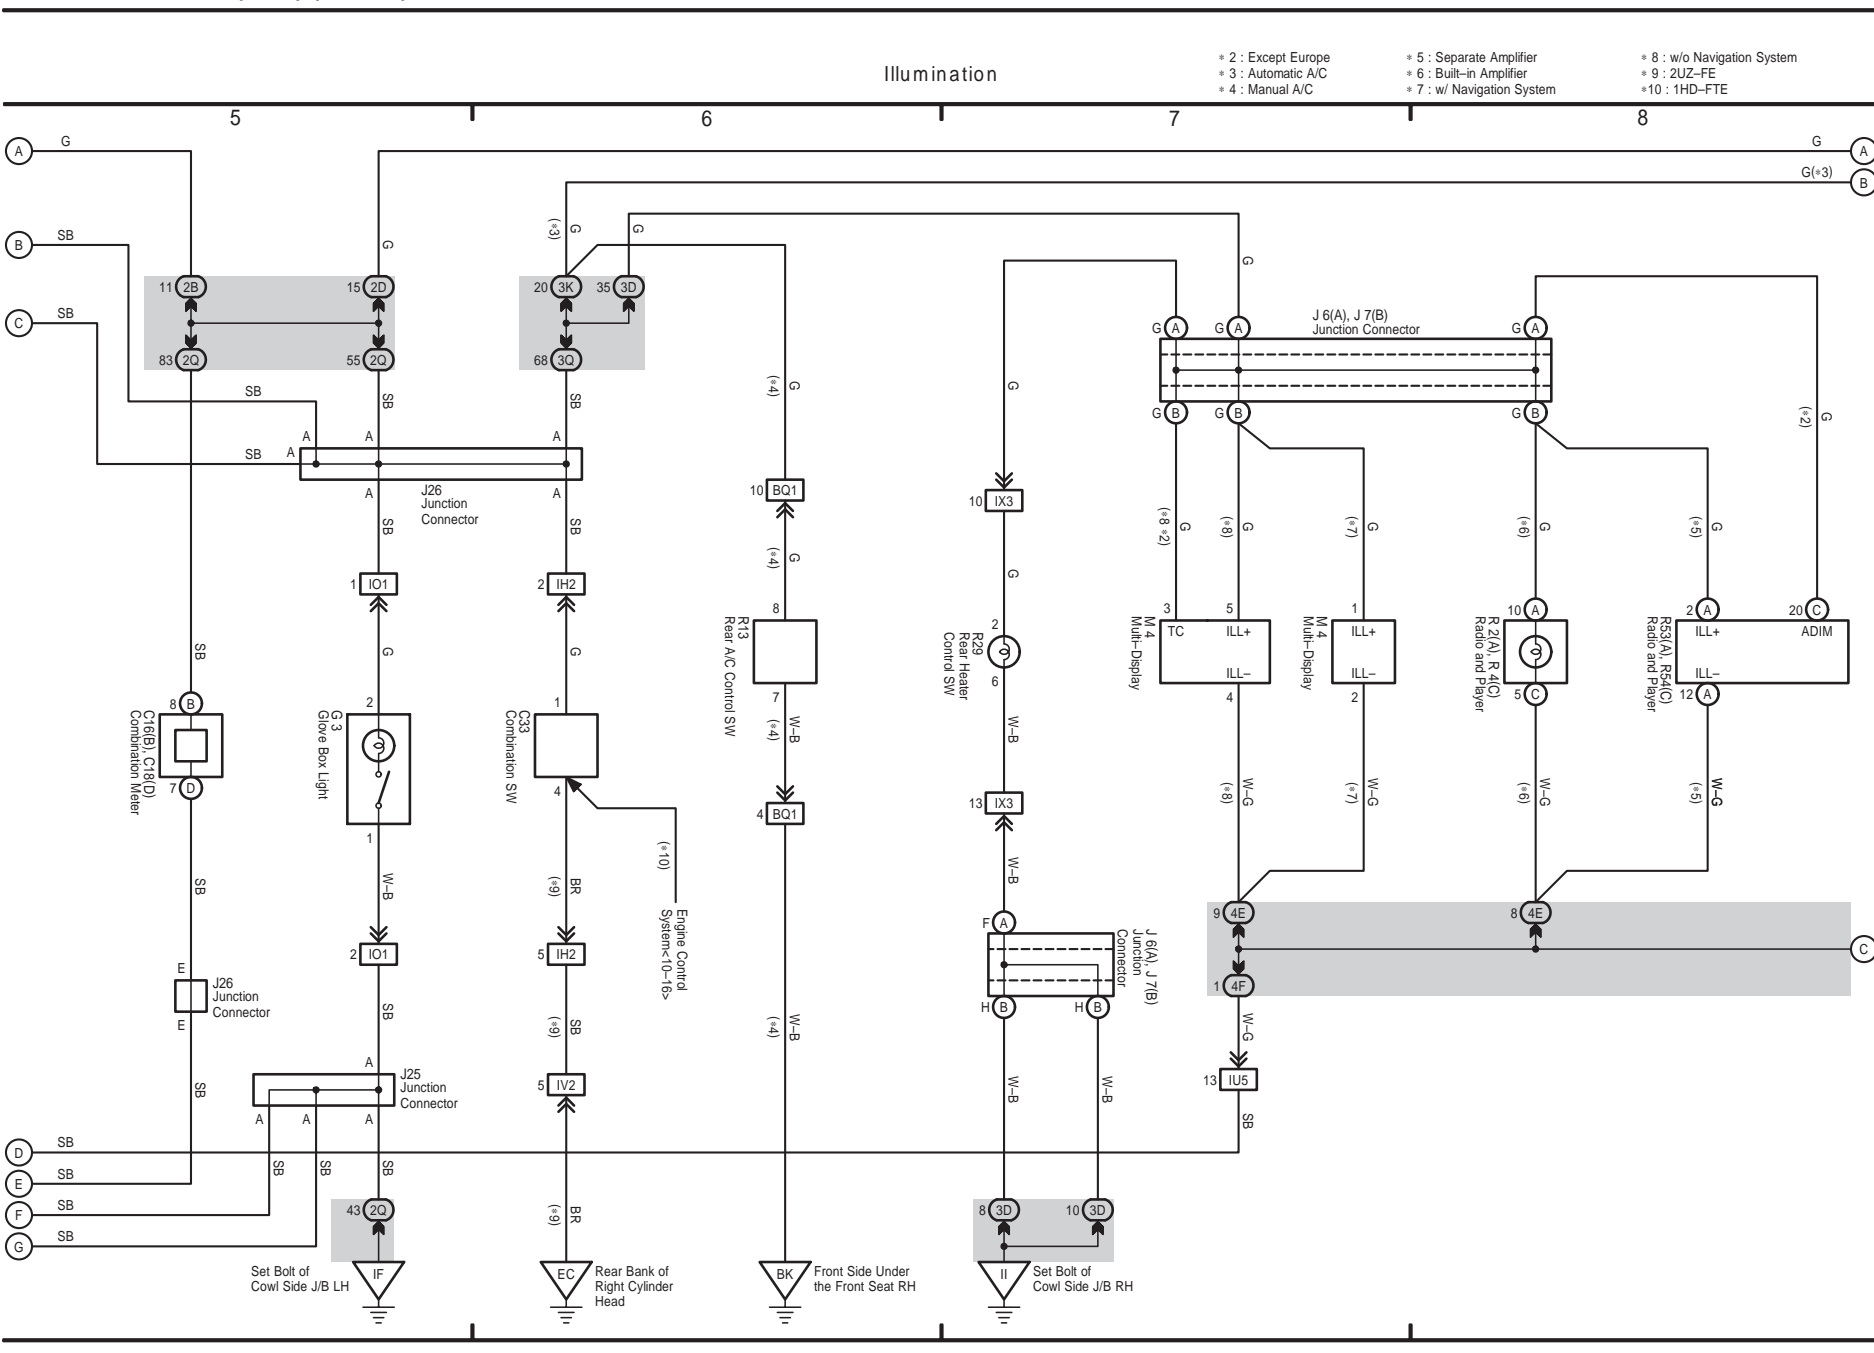 Illumination
* 2 : Except Europe
* 3 : Automatic A/C
* 4 : Manual A/C
* 5 : Separate Amplifier
* 6 : Built–in Amplifier
* 7 : w/ Navigation System
* 8 : w/o Navigation System
* 9 : 2UZ–FE
*10 : 1HD–FTE
5
6
7
8
A
G
G
A
G(*3)
B
B
SB
C
SB
G
(*3)
G
G
G
11 2B
15 2D
20 3K
35 3D
83 2Q
55 2Q
68 3Q
J 6(A), J 7(B)
Junction Connector
G A
G A
G A
G B
G B
G B
SB
SB
SB
(*4)
G
G
(*2)
G
A
A
A
A
SB
A
A
J26
Junction
Connector
SB
SB
10 BQ1
10 IX3
(*4)
G
G
(*8 *2)
G
(*8)
G
(*7)
G
(*6)
G
(*5)
G
1 IO1
2 IH2
SB
G
G
8
R13
Rear A/C Control SW
7
2
R29
Rear Heater
Control SW
6
3
5
M 4
Multi–Display
TC
ILL+
ILL–
4
1
M 4
Multi–Display
ILL+
ILL–
2
10 A
R 2(A), R 4(C)
Radio and Player
5 C
2 A
20 C
R53(A), R54(C)
Radio and Player
ILL+
ADIM
ILL–
12 A
8 B
C16(B), C18(D)
Combination Meter
7 D
2
G 3
Glove Box Light
1
1
C33
Combination SW
4
(*4)
W–B
W–B
4 BQ1
13 IX3
(*8)
W–G
(*7)
W–G
(*6)
W–G
(*5)
W–G
(*10)
Engine Control
System<10–16>
SB
W–B
(*9)
BR
W–B
2 IO1
5 IH2
F A
J 6(A), J 7(B)
Junction
Connector
H B
H B
9 4E
8 4E
C
1 4F
E
J26
Junction
Connector
E
SB
(*9)
SB
(*4)
W–B
W–G
13 IU5
SB
A
J25
Junction
Connector
A
A
A
5 IV2
SB
W–B
W–B
D
SB
E
SB
F
SB
G
SB
SB
SB
SB
(*9)
BR
43 2Q
8 3D
10 3D
Set Bolt of
Cowl Side J/B LH
IF
EC
Rear Bank of
Right Cylinder
Head
BK
Front Side Under
the Front Seat RH
II
Set Bolt of
Cowl Side J/B RH